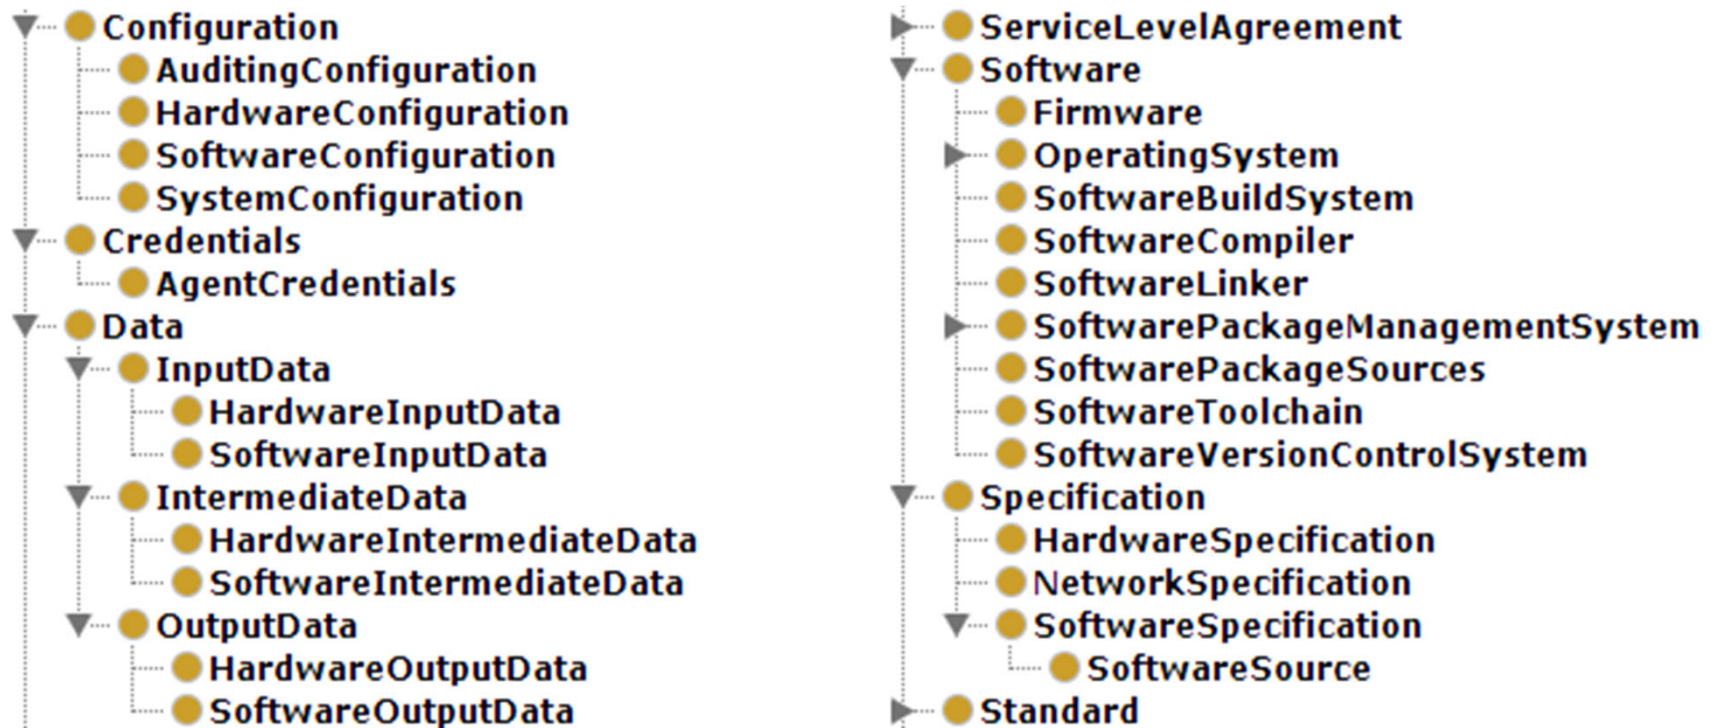 Configuration
AuditingConfiguration
HardwareConfiguration
SoftwareConfiguration
SystemConfiguration
Credentials
AgentCredentials
Data
InputData
HardwareInputData
SoftwareInputData
IntermediateData
HardwareIntermediateData
SoftwareIntermediateData
OutputData
HardwareOutputData
SoftwareOutputData
ServiceLevelAgreement
Software
Firmware
OperatingSystem
SoftwareBuildSystem
SoftwareCompiler
SoftwareLinker
SoftwarePackageManagementSystem
SoftwarePackageSources
SoftwareToolchain
SoftwareVersionControlSystem
Specification
HardwareSpecification
NetworkSpecification
SoftwareSpecification
SoftwareSource
Standard